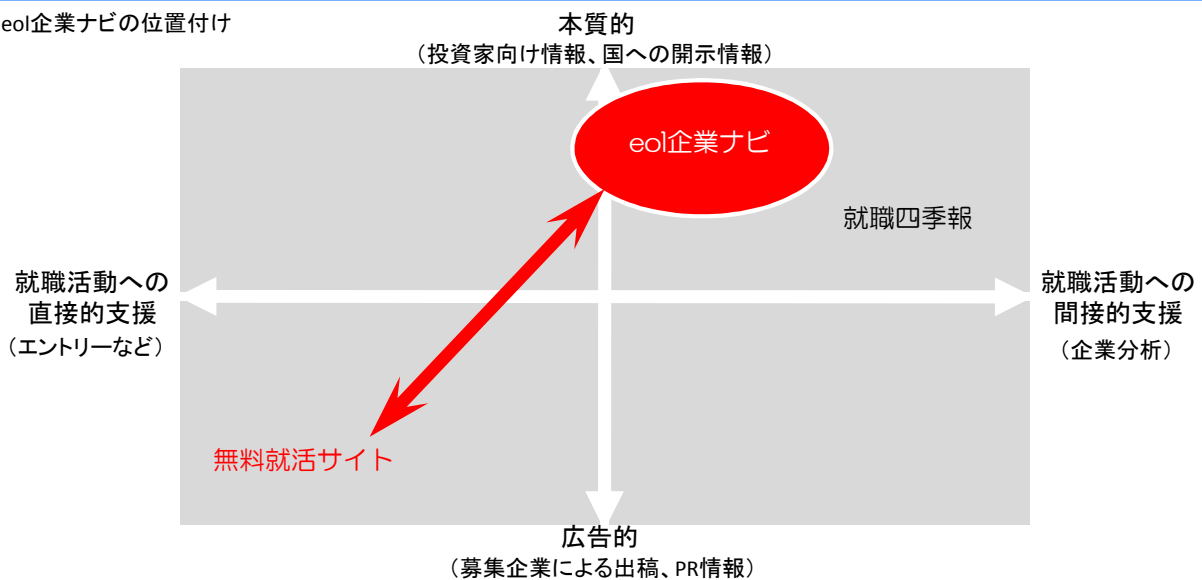 eol企業ナビの位置付け
本質的
（投資家向け情報、国への開示情報）
eol企業ナビ
就職四季報
就職活動への
直接的支援
（エントリーなど）
就職活動への
間接的支援
（企業分析）
無料就活サイト
広告的
（募集企業による出稿、PR情報）